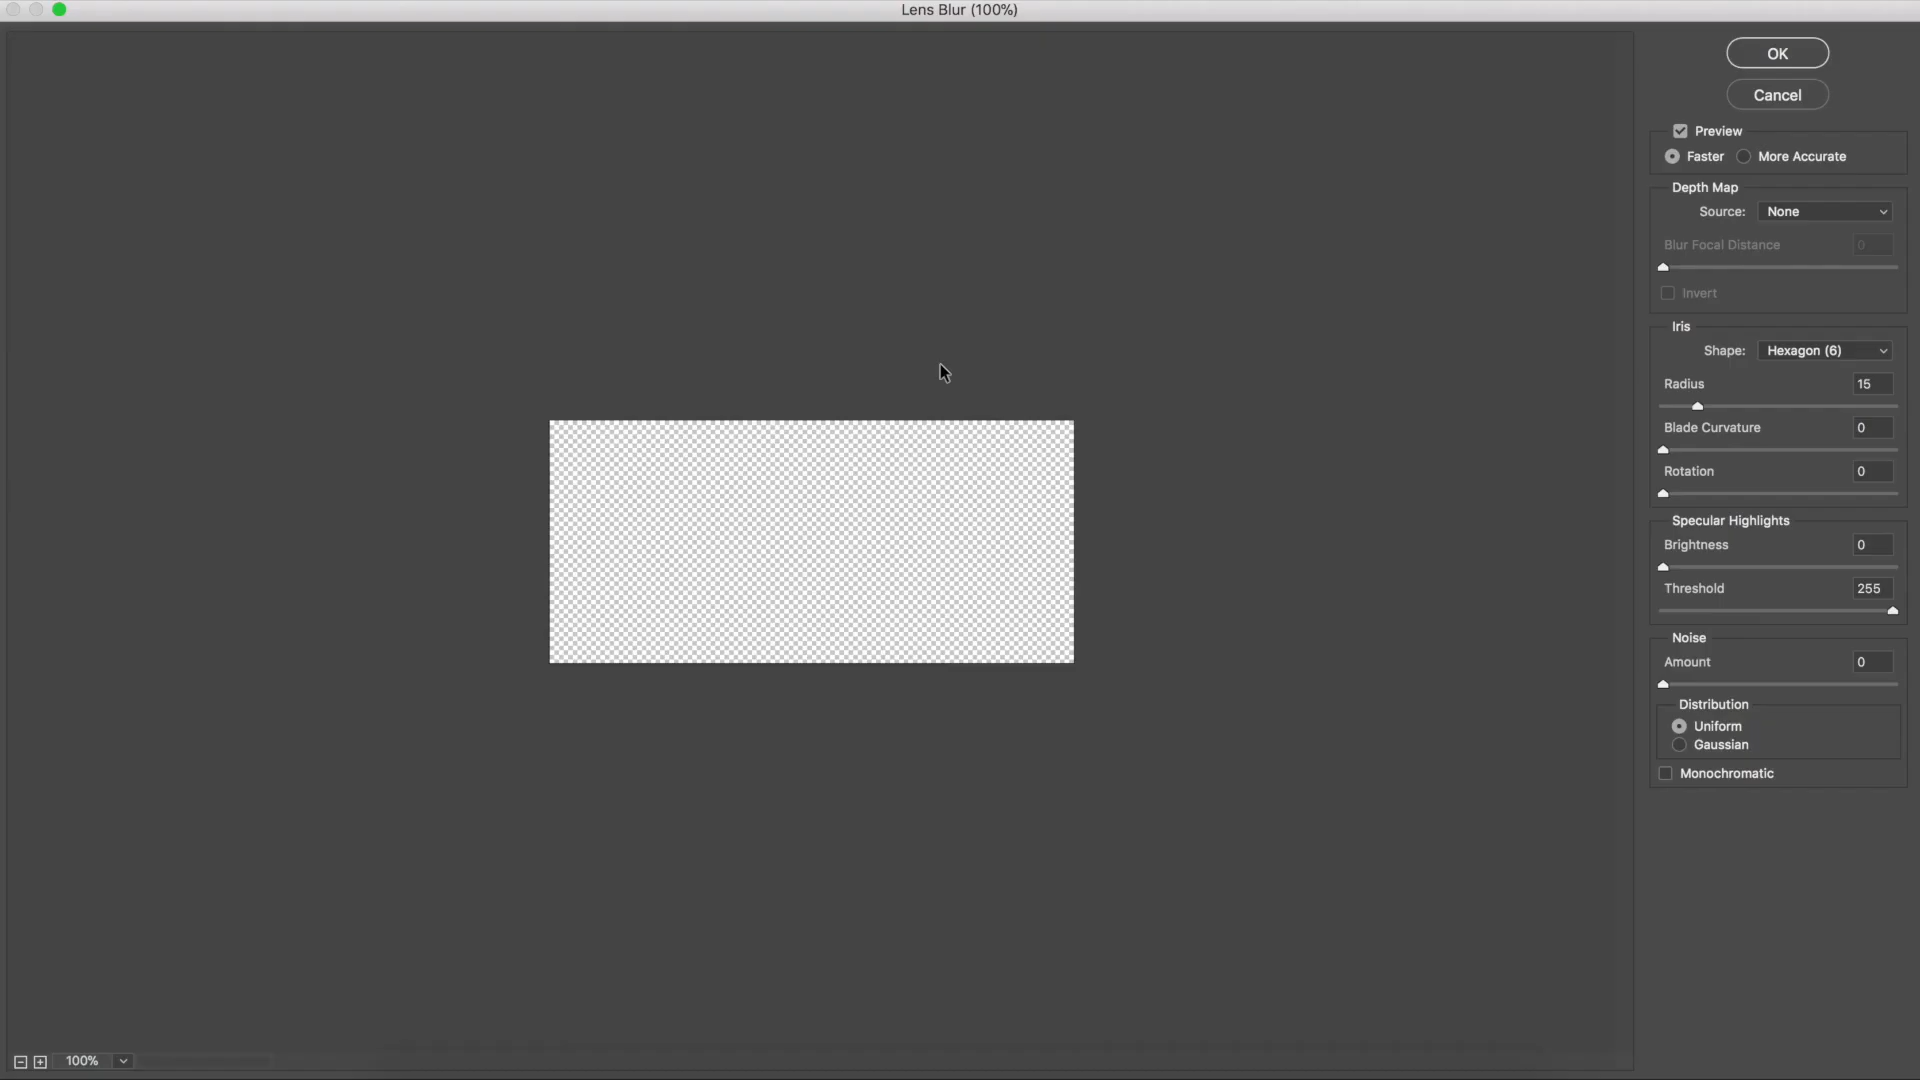 Lens Blur (100%)
OK
Cancel
Preview
Faster More Accurate
Depth Map
Source: None
Blur Focal Distance 0
Invert
Iris
Shape: Hexagon (6)
Radius 15
Blade Curvature 0
Rotation 0
Specular Highlights
Brightness 0
Threshold 255
Noise
Amount 0
Distribution
Uniform
Gaussian
Monochromatic
100%